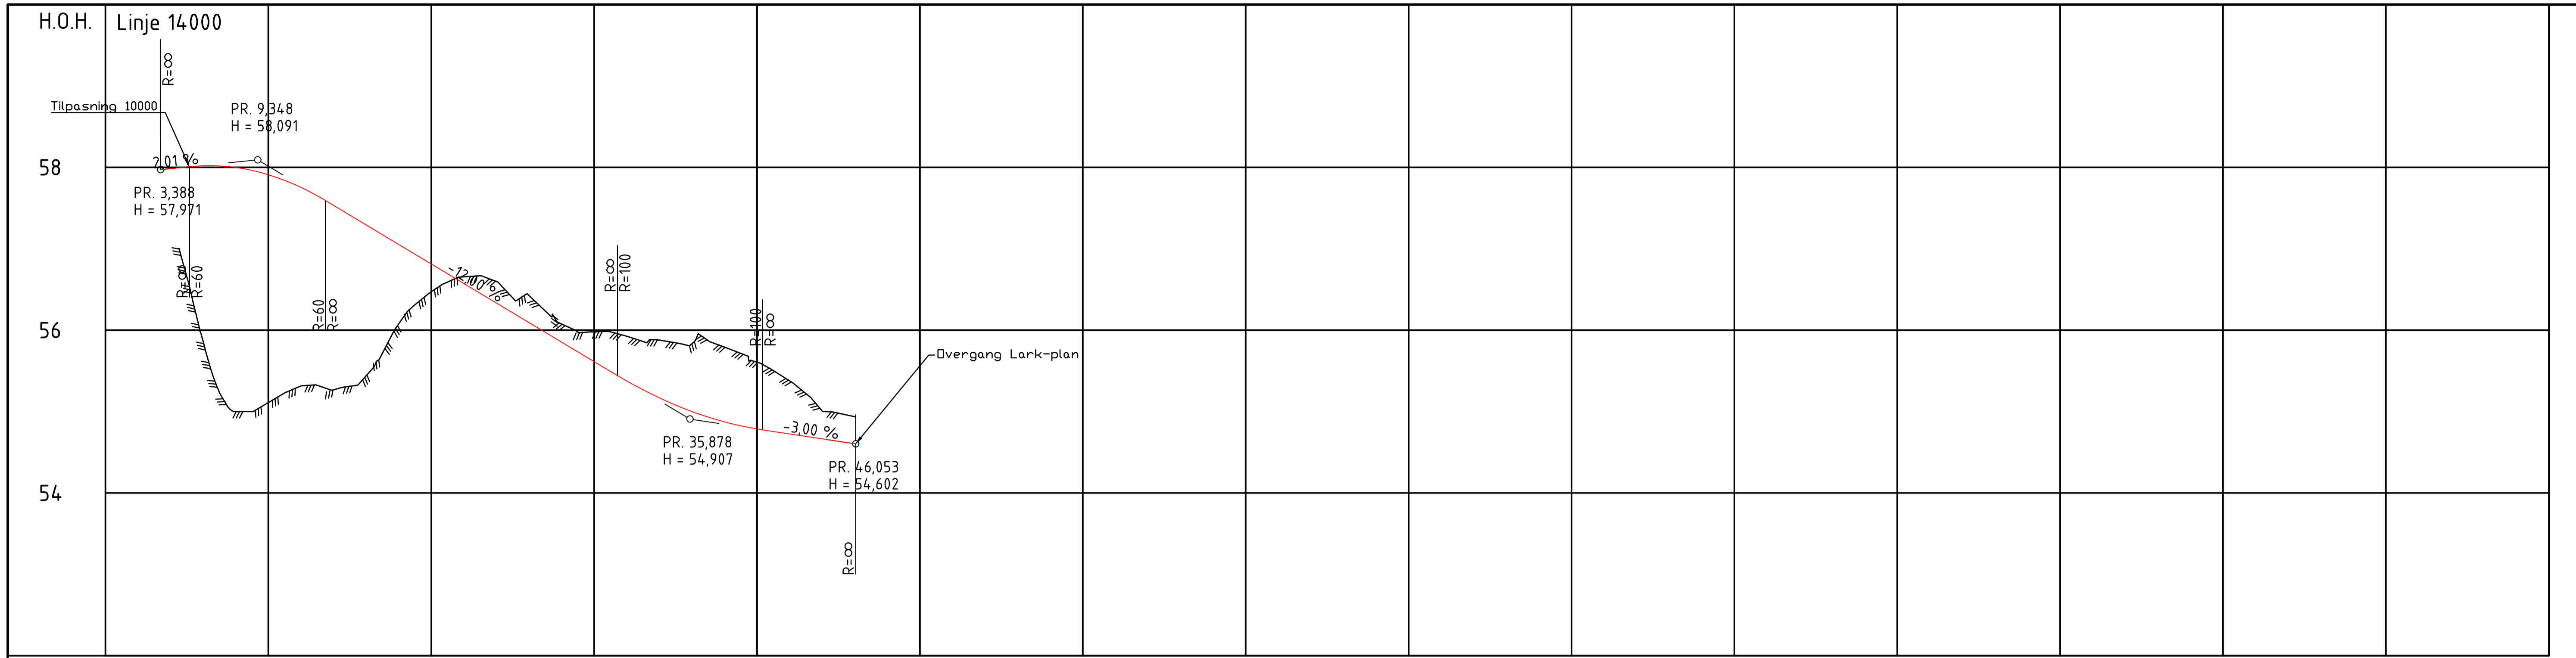 H.O.H.
Linje 14000
R=∞
Tilpasning 10000
PR. 9,348
H = 58,091
2,01 %
58
PR. 3,388
H = 57,971
R=∞
R=60
R=60
R=∞
-12,00 %
R=∞
R=100
56
R=100
R=∞
Overgang Lark-plan
-3,00 %
PR. 35,878
H = 54,907
PR. 46,053
H = 54,602
54
R=∞